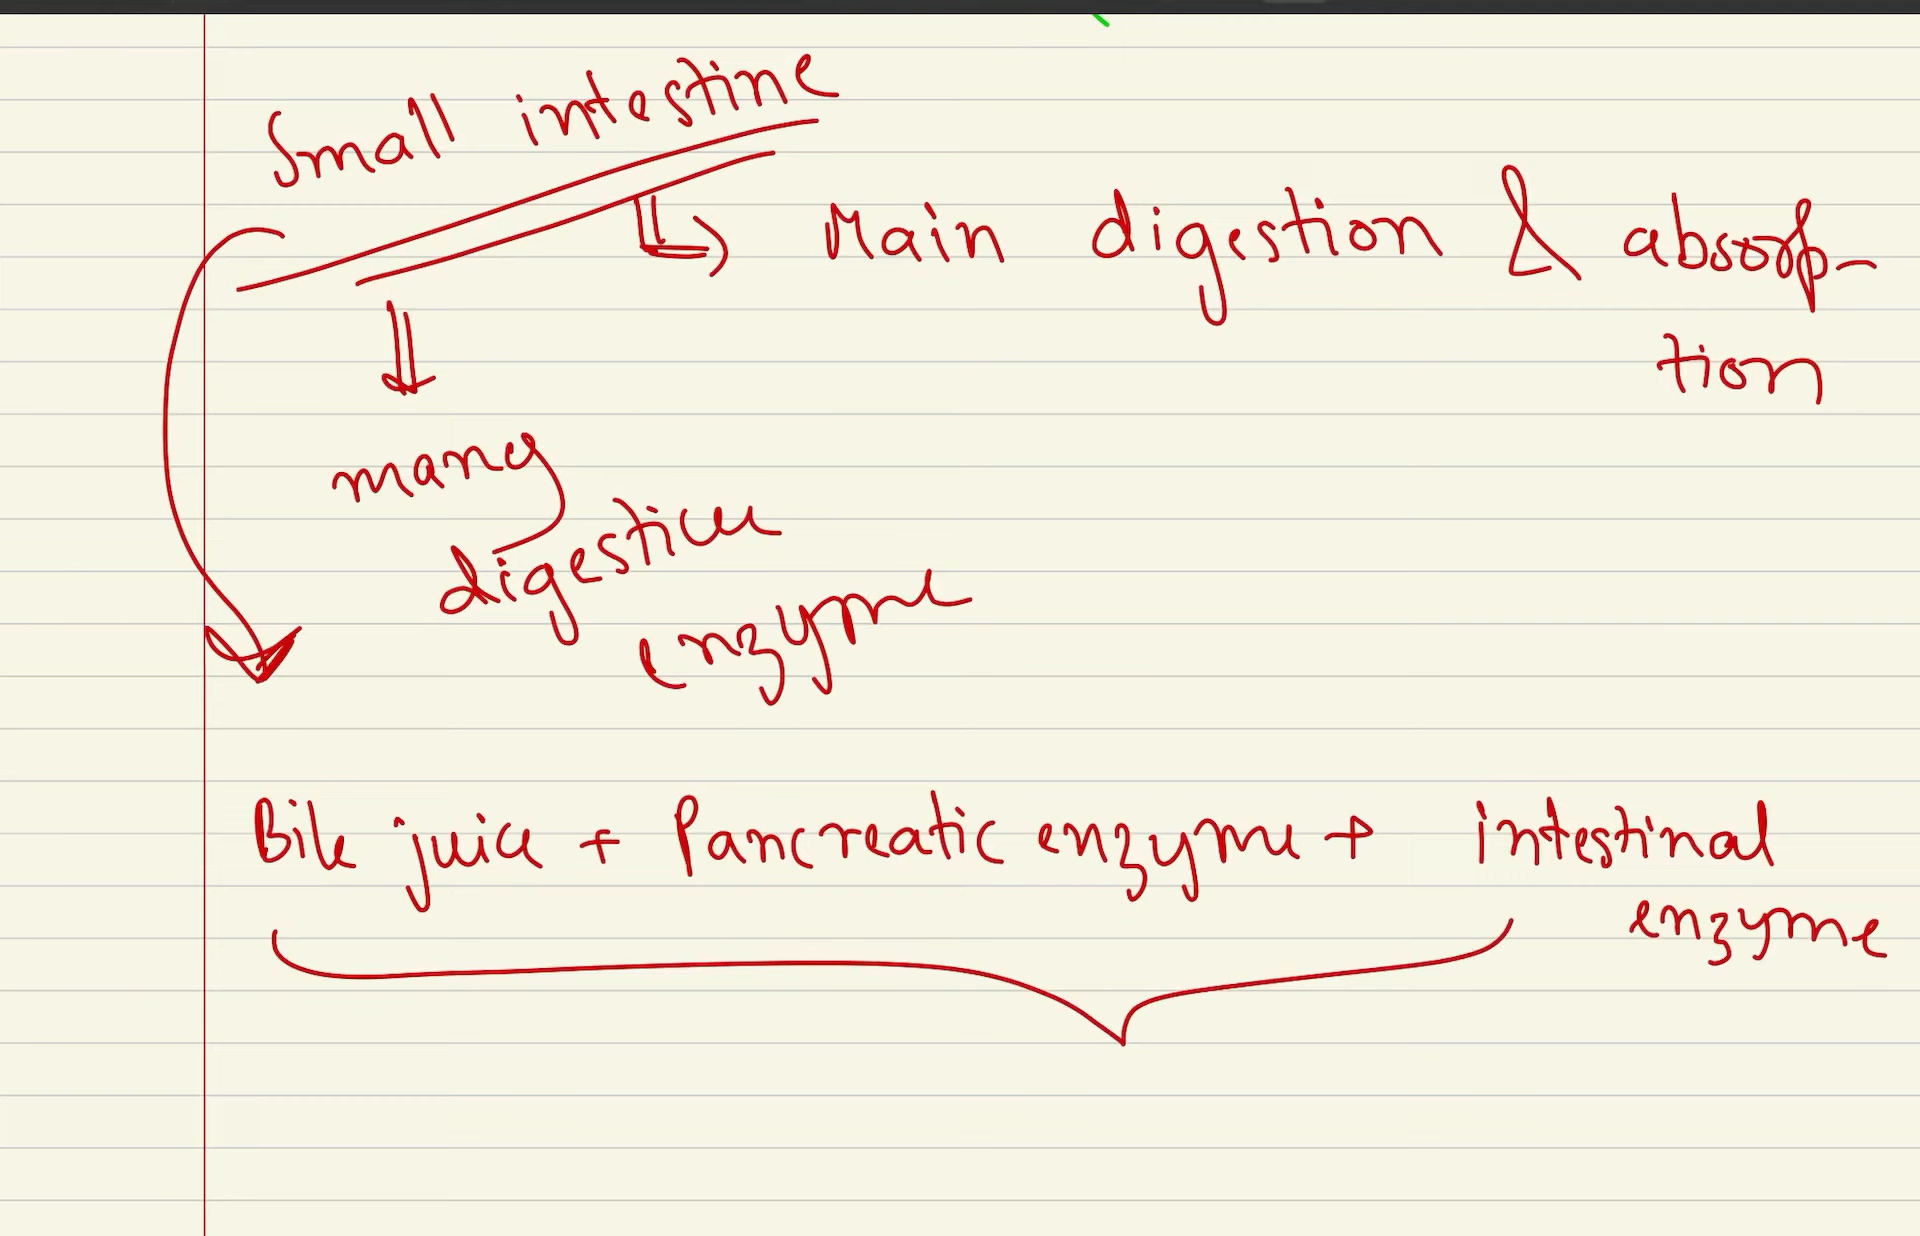 Small intestine
Main digestion & absorp-
tion
many
digestive
enzyme
Bile juice + Pancreatic enzyme + intestinal
enzyme